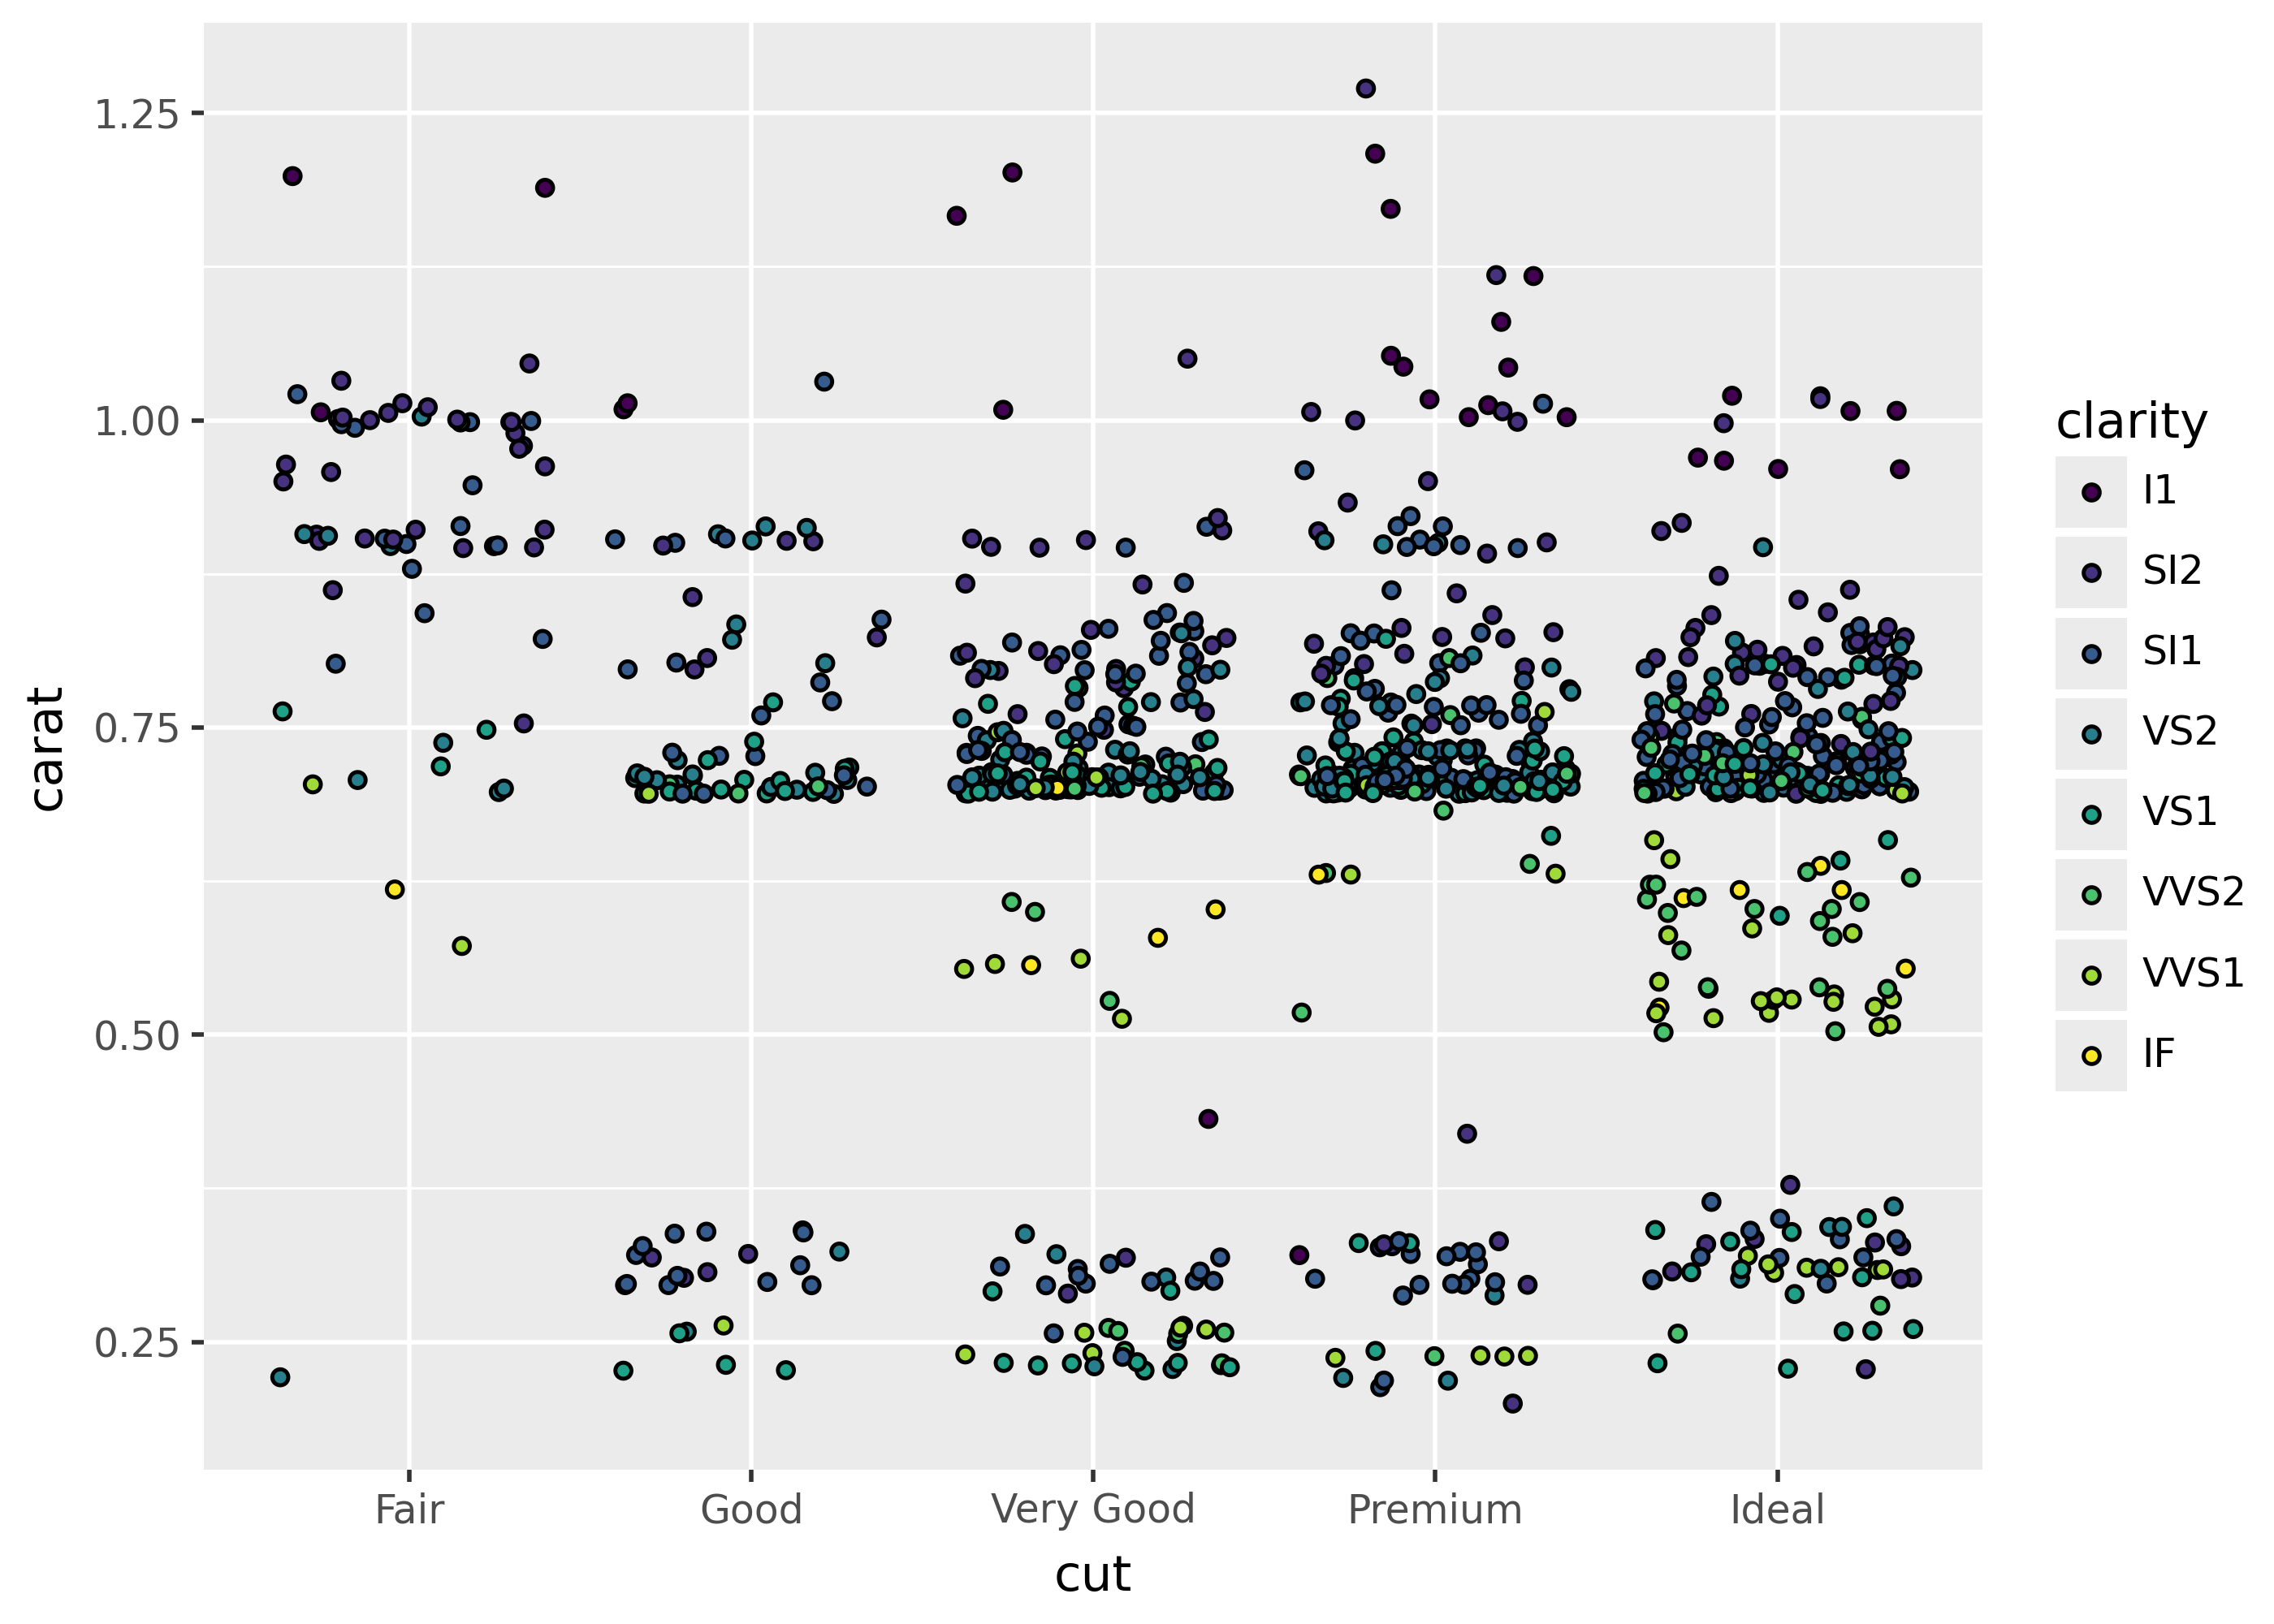 1.25
1.00
0.75
0.50
0.25
carat
Fair
Good
Very Good
Premium
Ideal
cut
clarity
I1
SI2
SI1
VS2
VS1
VVS2
VVS1
IF